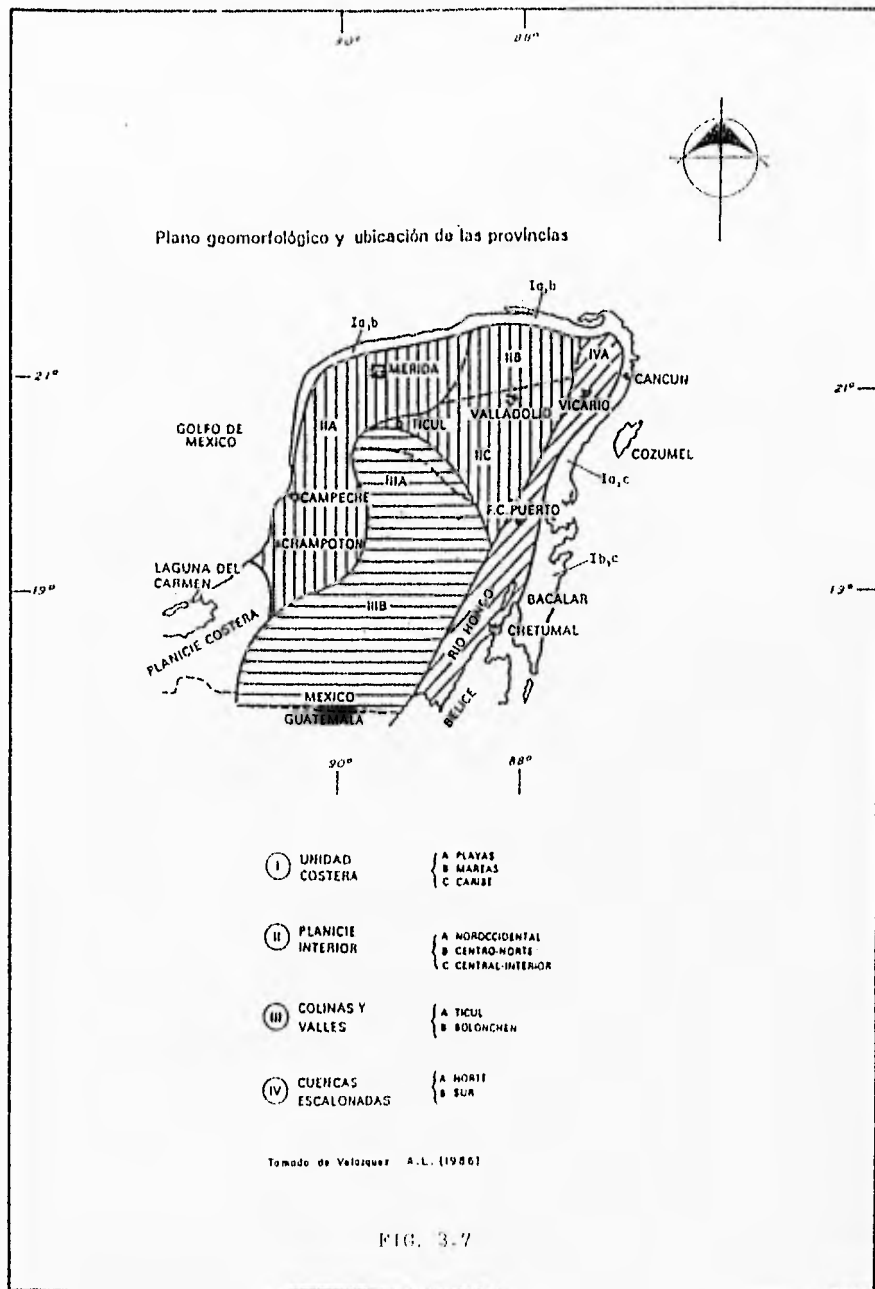 90°
88°
Plano geomorfológico y ubicación de las provincias
Ia,b
Ia,b
21°
MERIDA
IIB
IVA
CANCUN
21°
GOLFO DE
MEXICO
IIA
TICUL
VALLADOLID
VICARIO
COZUMEL
IIIA
IIC
Ia,c
CAMPECHE
F.C. PUERTO
CHAMPOTON
Ib,c
LAGUNA DEL
CARMEN
19°
19°
PLANICIE COSTERA
IIIB
RIO HONDO
BACALAR
CHETUMAL
MEXICO
GUATEMALA
BELICE
90°
88°
I UNIDAD
COSTERA
A PLAYAS
B MAREAS
C CARIBE
II PLANICIE
INTERIOR
A NOROCCIDENTAL
B CENTRO-NORTE
C CENTRAL-INTERIOR
III COLINAS Y
VALLES
A TICUL
B BOLONCHEN
IV CUENCAS
ESCALONADAS
A NORTE
B SUR
Tomado de Velazquez A.L. (1986)
FIG. 3.7